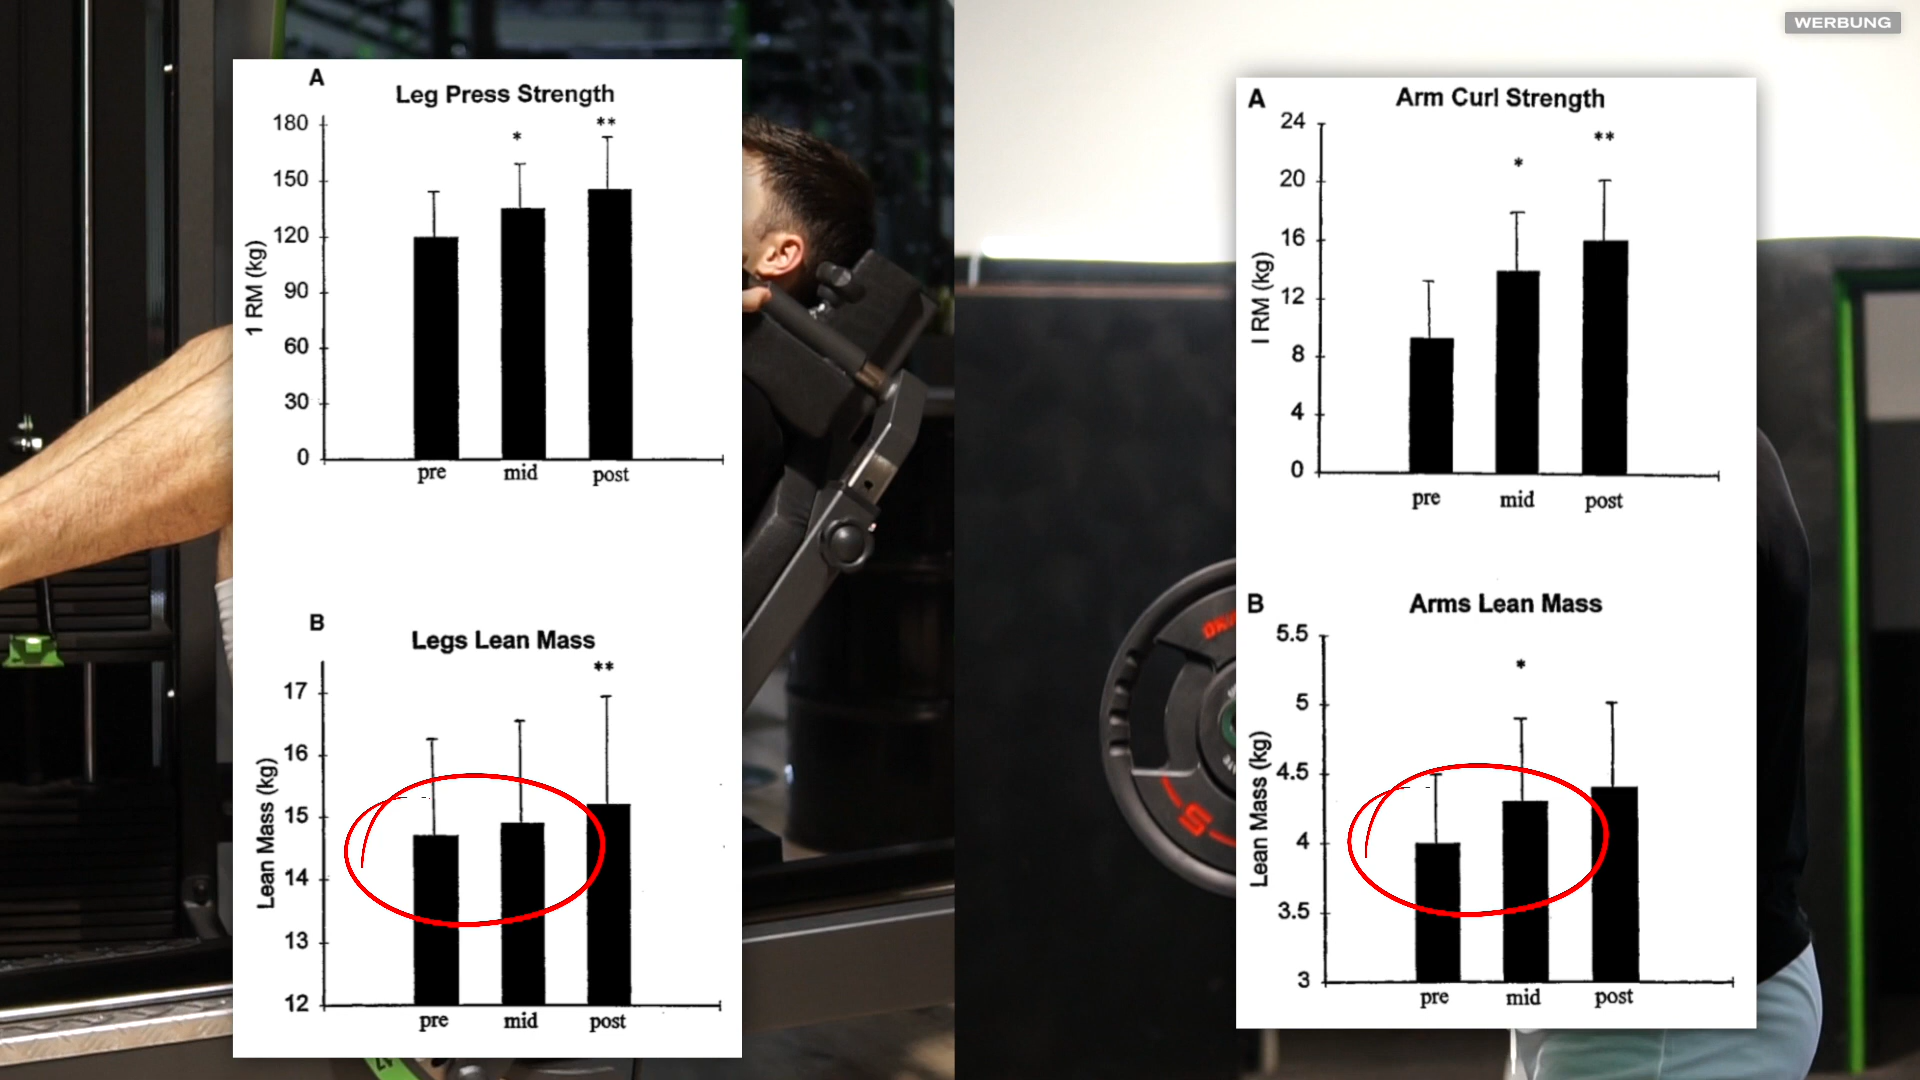 WERBUNG
A
Leg Press Strength
180
150
120
90
60
30
0
1 RM (kg)
*
**
pre
mid
post
B
Legs Lean Mass
17
16
15
14
13
12
Lean Mass (kg)
**
pre
mid
post
A
Arm Curl Strength
24
20
16
12
8
4
0
I RM (kg)
*
**
pre
mid
post
B
Arms Lean Mass
5.5
5
4.5
4
3.5
3
Lean Mass (kg)
*
pre
mid
post
5